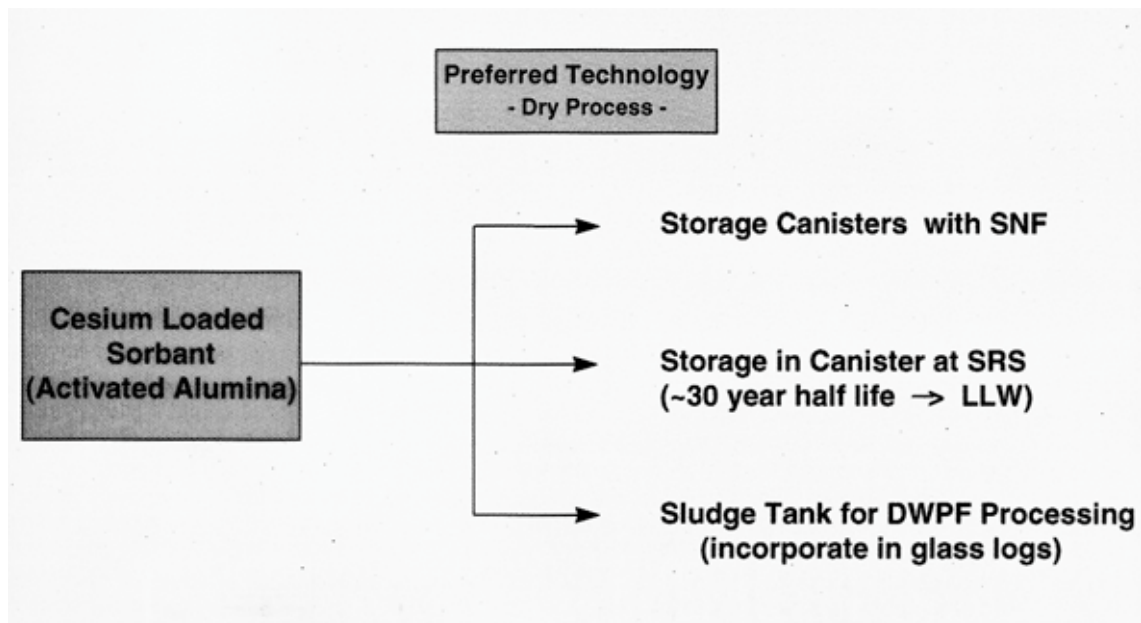 Preferred Technology
- Dry Process -
Storage Canisters with SNF
Cesium Loaded
Sorbant
(Activated Alumina)
Storage in Canister at SRS
(~30 year half life → LLW)
Sludge Tank for DWPF Processing
(incorporate in glass logs)